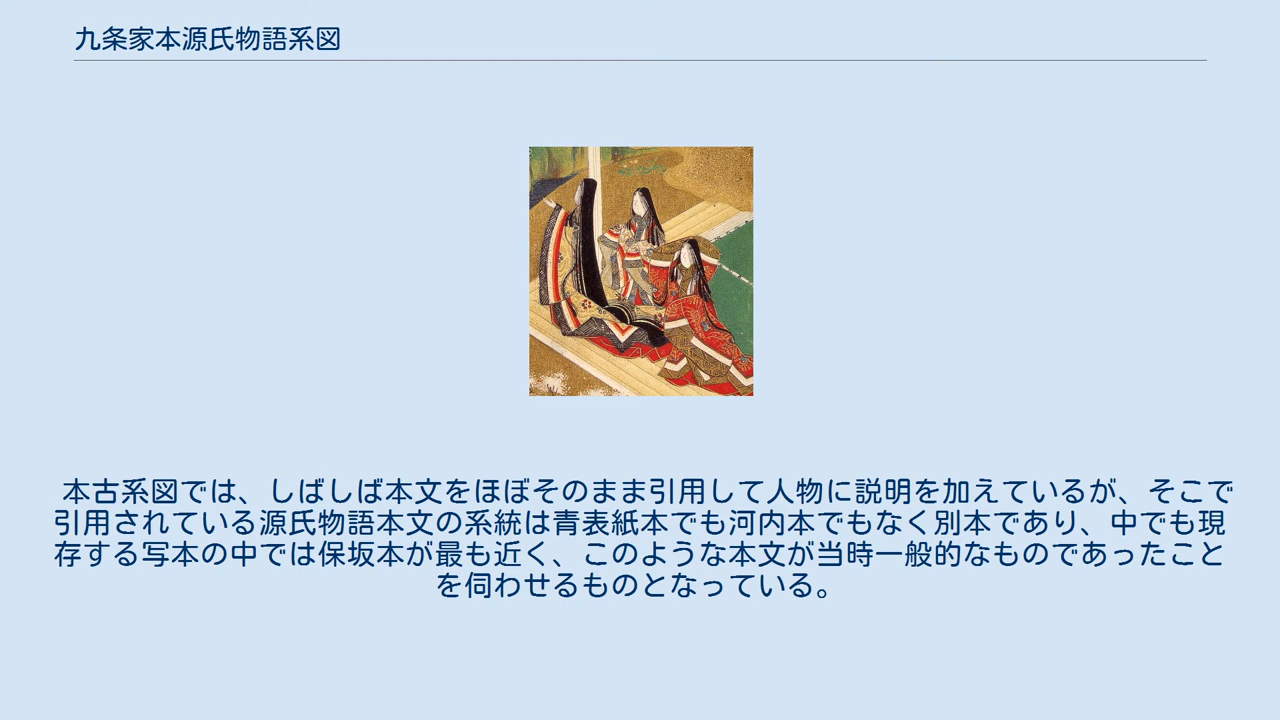 九条家本源氏物語系図
本古系図では、しばしば本文をほぼそのまま引用して人物に説明を加えているが、そこで
引用されている源氏物語本文の系統は青表紙本でも河内本でもなく別本であり、中でも現
存する写本の中では保坂本が最も近く、このような本文が当時一般的なものであったこと
を伺わせるものとなっている。